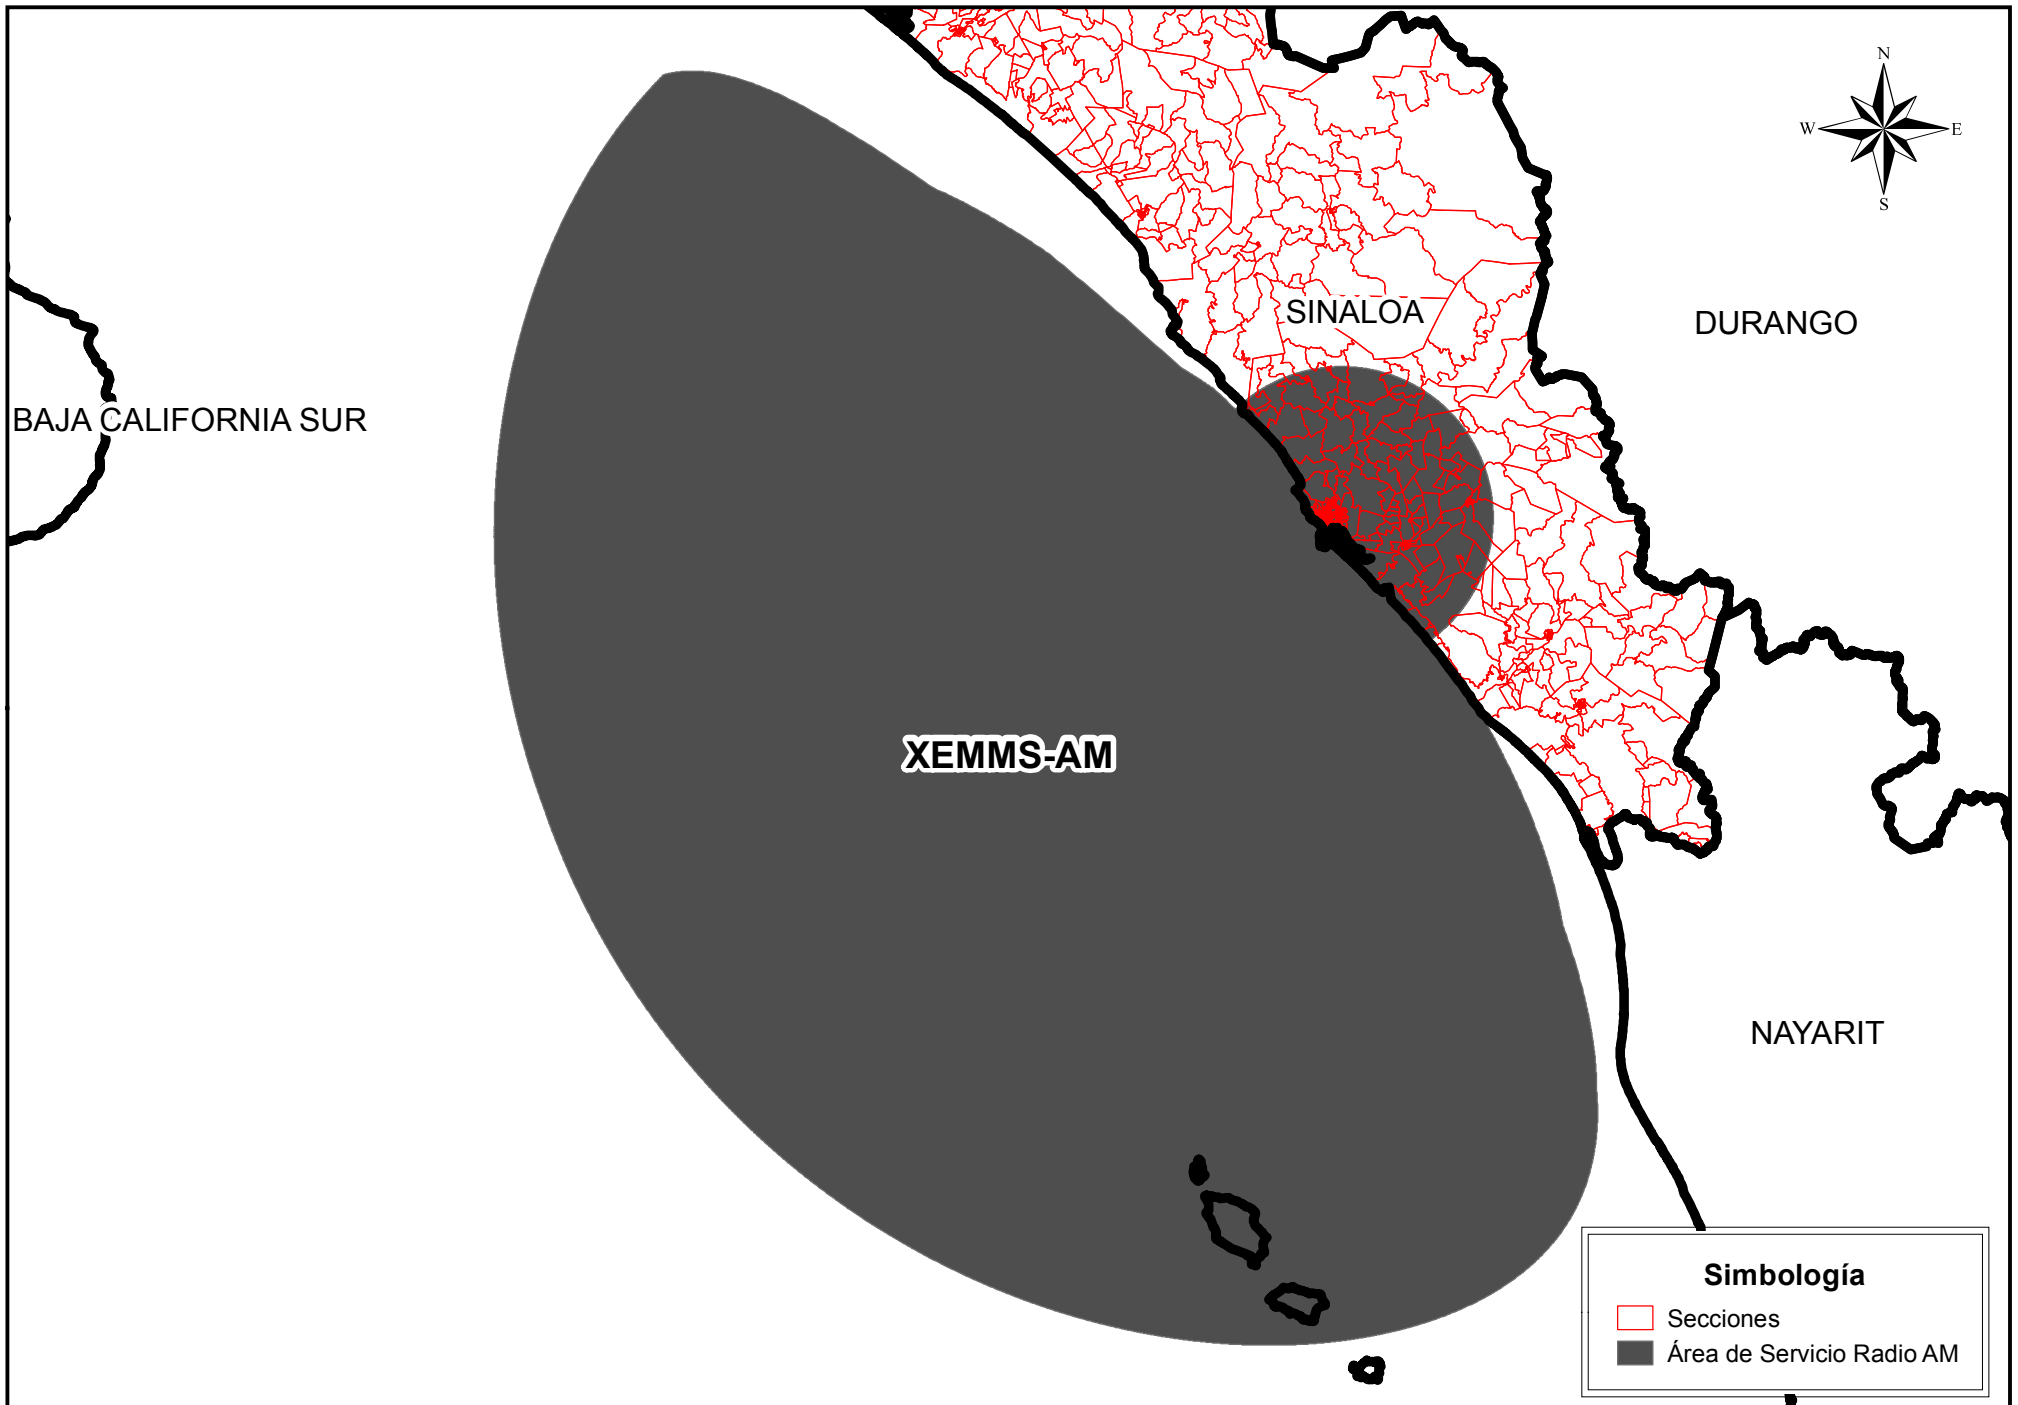 N
W E
S
SINALOA
DURANGO
BAJA CALIFORNIA SUR
XEMMS-AM
NAYARIT
Simbología
Secciones
Área de Servicio Radio AM